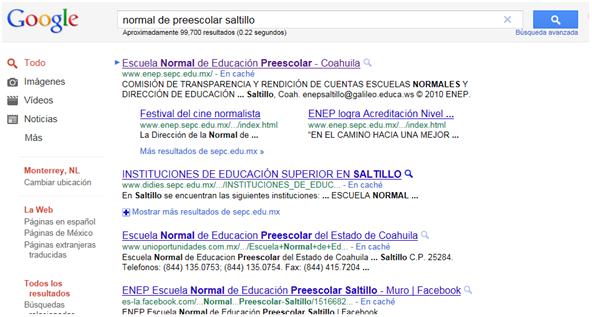 Google
normal de preescolar saltillo
Aproximadamente 99,700 resultados (0.22 segundos)
Búsqueda avanzada
Todo
Imágenes
Vídeos
Noticias
Más
Monterrey, NL
Cambiar ubicación
La Web
Páginas en español
Páginas de México
Páginas extranjeras
traducidas
Todos los
resultados
Búsquedas
relacionadas
Escuela Normal de Educación Preescolar - Coahuila
www.enep.sepc.edu.mx/ - En caché
COMISIÓN DE TRANSPARENCIA Y RENDICIÓN DE CUENTAS ESCUELAS NORMALES Y
DIRECCIÓN DE EDUCACIÓN ... Saltillo, Coah. enepsaltillo@galileo.educa.ws © 2010 ENEP.
Festival del cine normalista
www.enep.sepc.edu.mx/.../index.html
La Dirección de la Normal de ...
ENEP logra Acreditación Nivel ...
www.enep.sepc.edu.mx/.../index.html
"EN EL CAMINO HACIA UNA MEJOR ...
Más resultados de sepc.edu.mx »
INSTITUCIONES DE EDUCACIÓN SUPERIOR EN SALTILLO
www.didies.sepc.edu.mx/.../INSTITUCIONES_DE_EDUC... - En caché
En Saltillo se encuentran las siguientes instituciones: ... ESCUELA NORMAL ...
Mostrar más resultados de sepc.edu.mx
Escuela Normal de Educacion Preescolar del Estado de Coahuila
www.unioportunidades.com.mx/.../Escuela+Normal+de+Ed... - En caché
Escuela Normal de Educacion Preescolar del Estado de Coahuila ... Saltillo C.P. 25284.
Telefonos: (844) 135.0753; (844) 135.0754. Fax: (844) 415.7204 ...
ENEP Escuela Normal de Educación Preescolar Saltillo - Muro | Facebook
es-la.facebook.com/...Normal...Preescolar-Saltillo/1516682... - En caché
ENEP Escuela Normal de Educación Preescolar Saltillo | Facebook